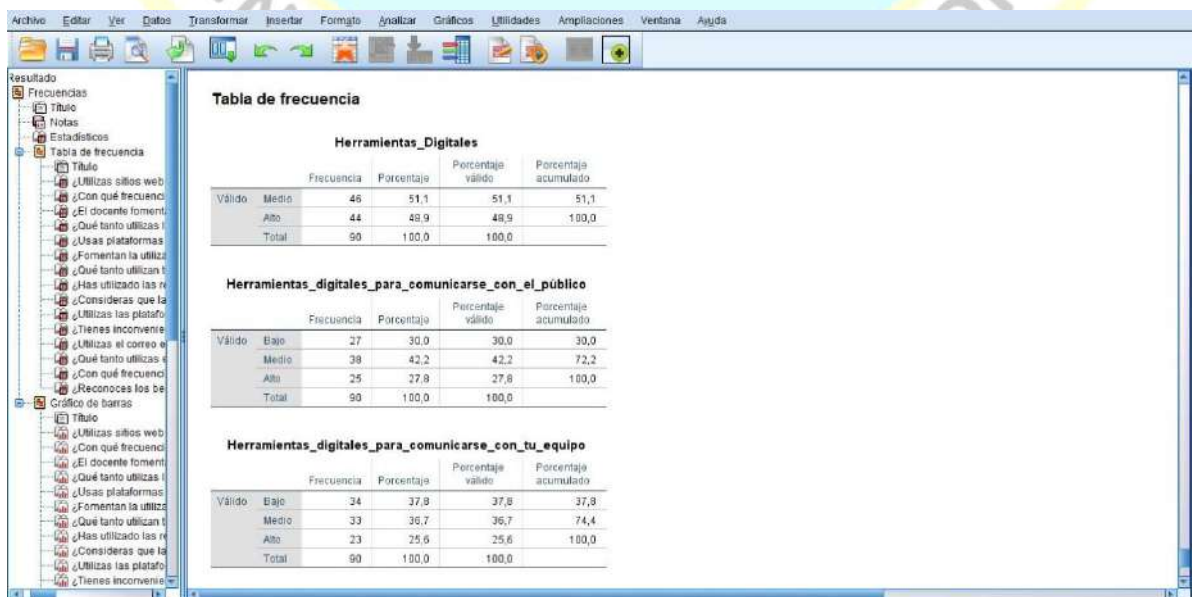 Archivo Editar Ver Datos Transformar Insertar Formato Analizar Gráficos Utilidades Ampliaciones Ventana Ayuda
Resultado
Frecuencias
Título
Notas
Estadísticos
Tabla de frecuencia
Título
¿Utilizas sitios web
¿Con qué frecuenci
¿El docente foment
¿Qué tanto utilizas l
¿Usas plataformas
¿Fomentan la utiliza
¿Qué tanto utilizan t
¿Has utilizado las r
¿Consideras que la
¿Utilizas las platafo
¿Tienes inconvenie
¿Utilizas el correo e
¿Qué tanto utilizas e
¿Con qué frecuenci
¿Reconoces los be
Gráfico de barras
Título
¿Utilizas sitios web
¿Con qué frecuenci
¿El docente foment
¿Qué tanto utilizas l
¿Usas plataformas
¿Fomentan la utiliza
¿Qué tanto utilizan t
¿Has utilizado las r
¿Consideras que la
¿Utilizas las platafo
¿Tienes inconvenie
Tabla de frecuencia
Herramientas_Digitales
Frecuencia Porcentaje Porcentaje válido Porcentaje acumulado
Válido Medio 46 51,1 51,1 51,1
Alto 44 48,9 48,9 100,0
Total 90 100,0 100,0
Herramientas_digitales_para_comunicarse_con_el_público
Frecuencia Porcentaje Porcentaje válido Porcentaje acumulado
Válido Bajo 27 30,0 30,0 30,0
Medio 38 42,2 42,2 72,2
Alto 25 27,8 27,8 100,0
Total 90 100,0 100,0
Herramientas_digitales_para_comunicarse_con_tu_equipo
Frecuencia Porcentaje Porcentaje válido Porcentaje acumulado
Válido Bajo 34 37,8 37,8 37,8
Medio 33 36,7 36,7 74,4
Alto 23 25,6 25,6 100,0
Total 90 100,0 100,0